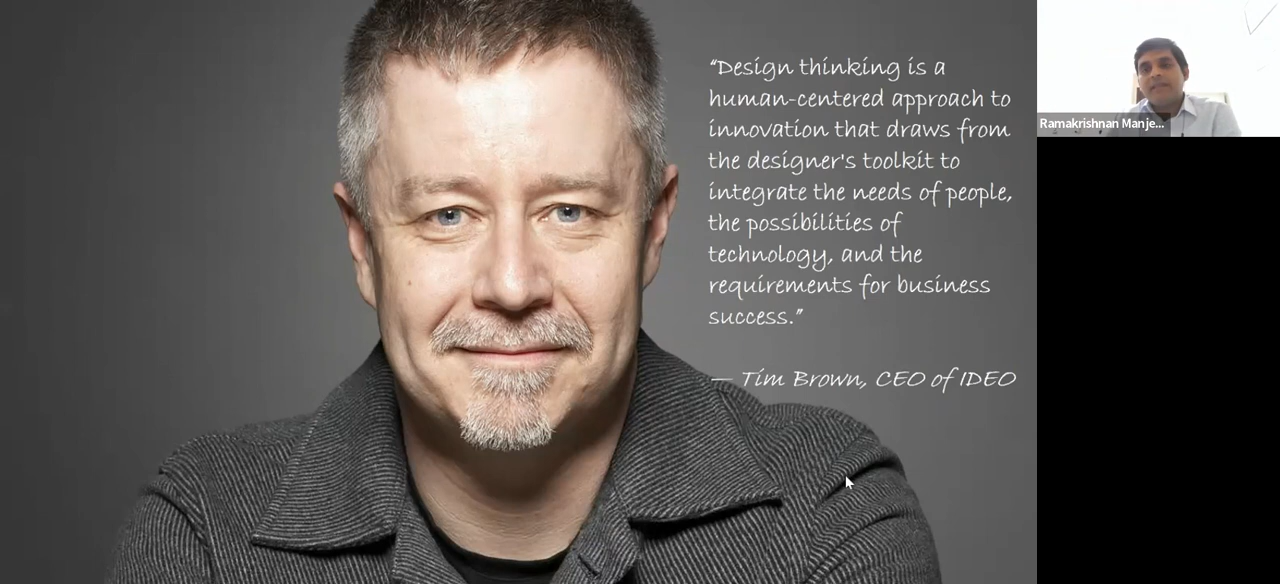 “Design thinking is a
human-centered approach to
innovation that draws from
the designer's toolkit to
integrate the needs of people,
the possibilities of
technology, and the
requirements for business
success.”
— Tim Brown, CEO of IDEO
Ramakrishnan Manje...